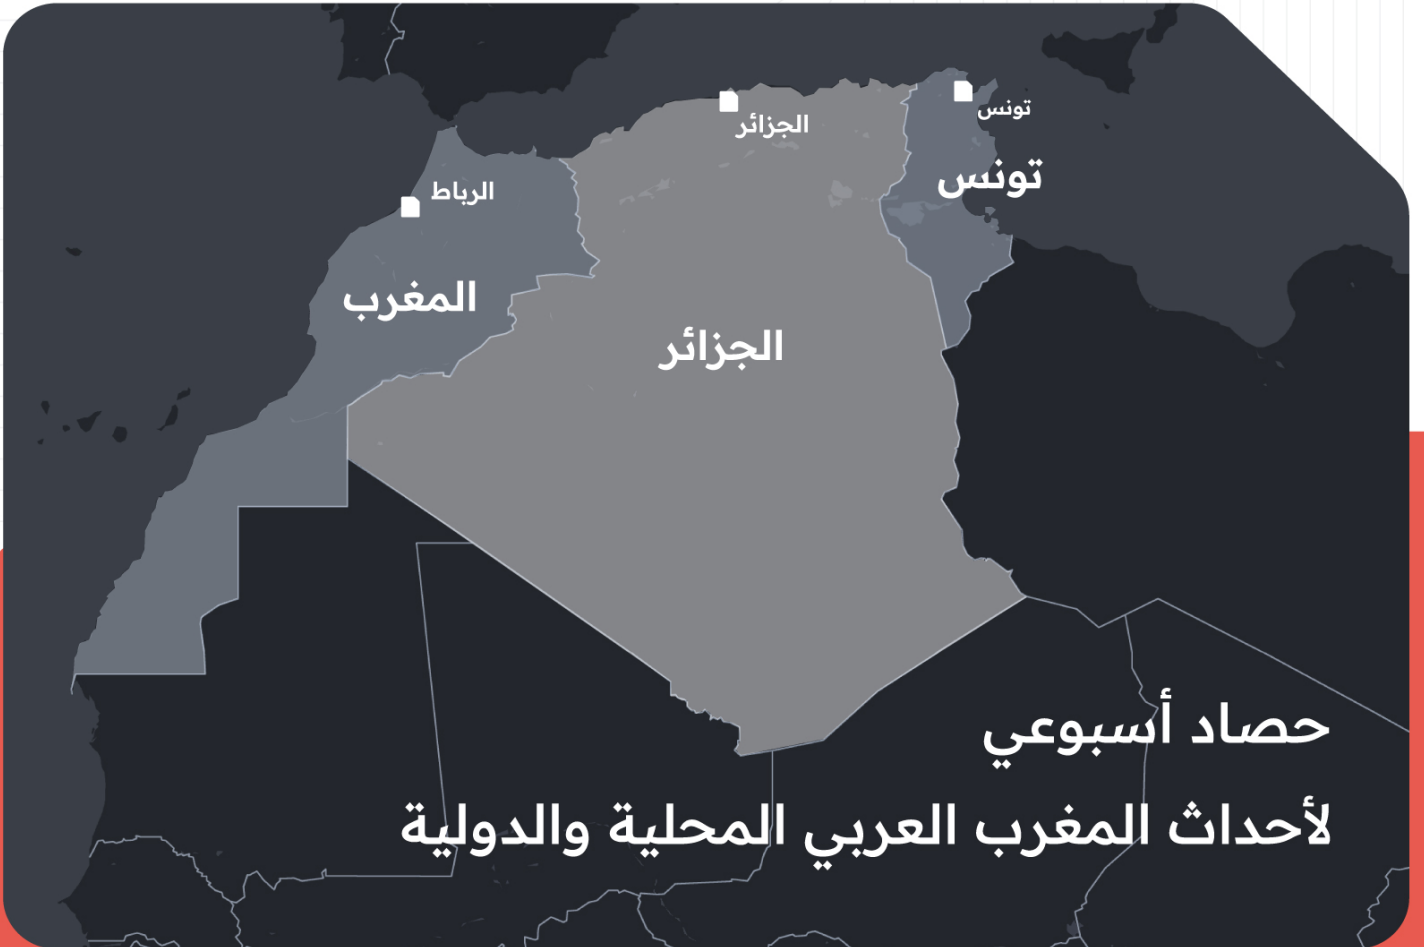 تونس
الجزائر
تونس
الرباط
المغرب
الجزائر
حصاد أسبوعي
لأحداث المغرب العربي المحلية والدولية